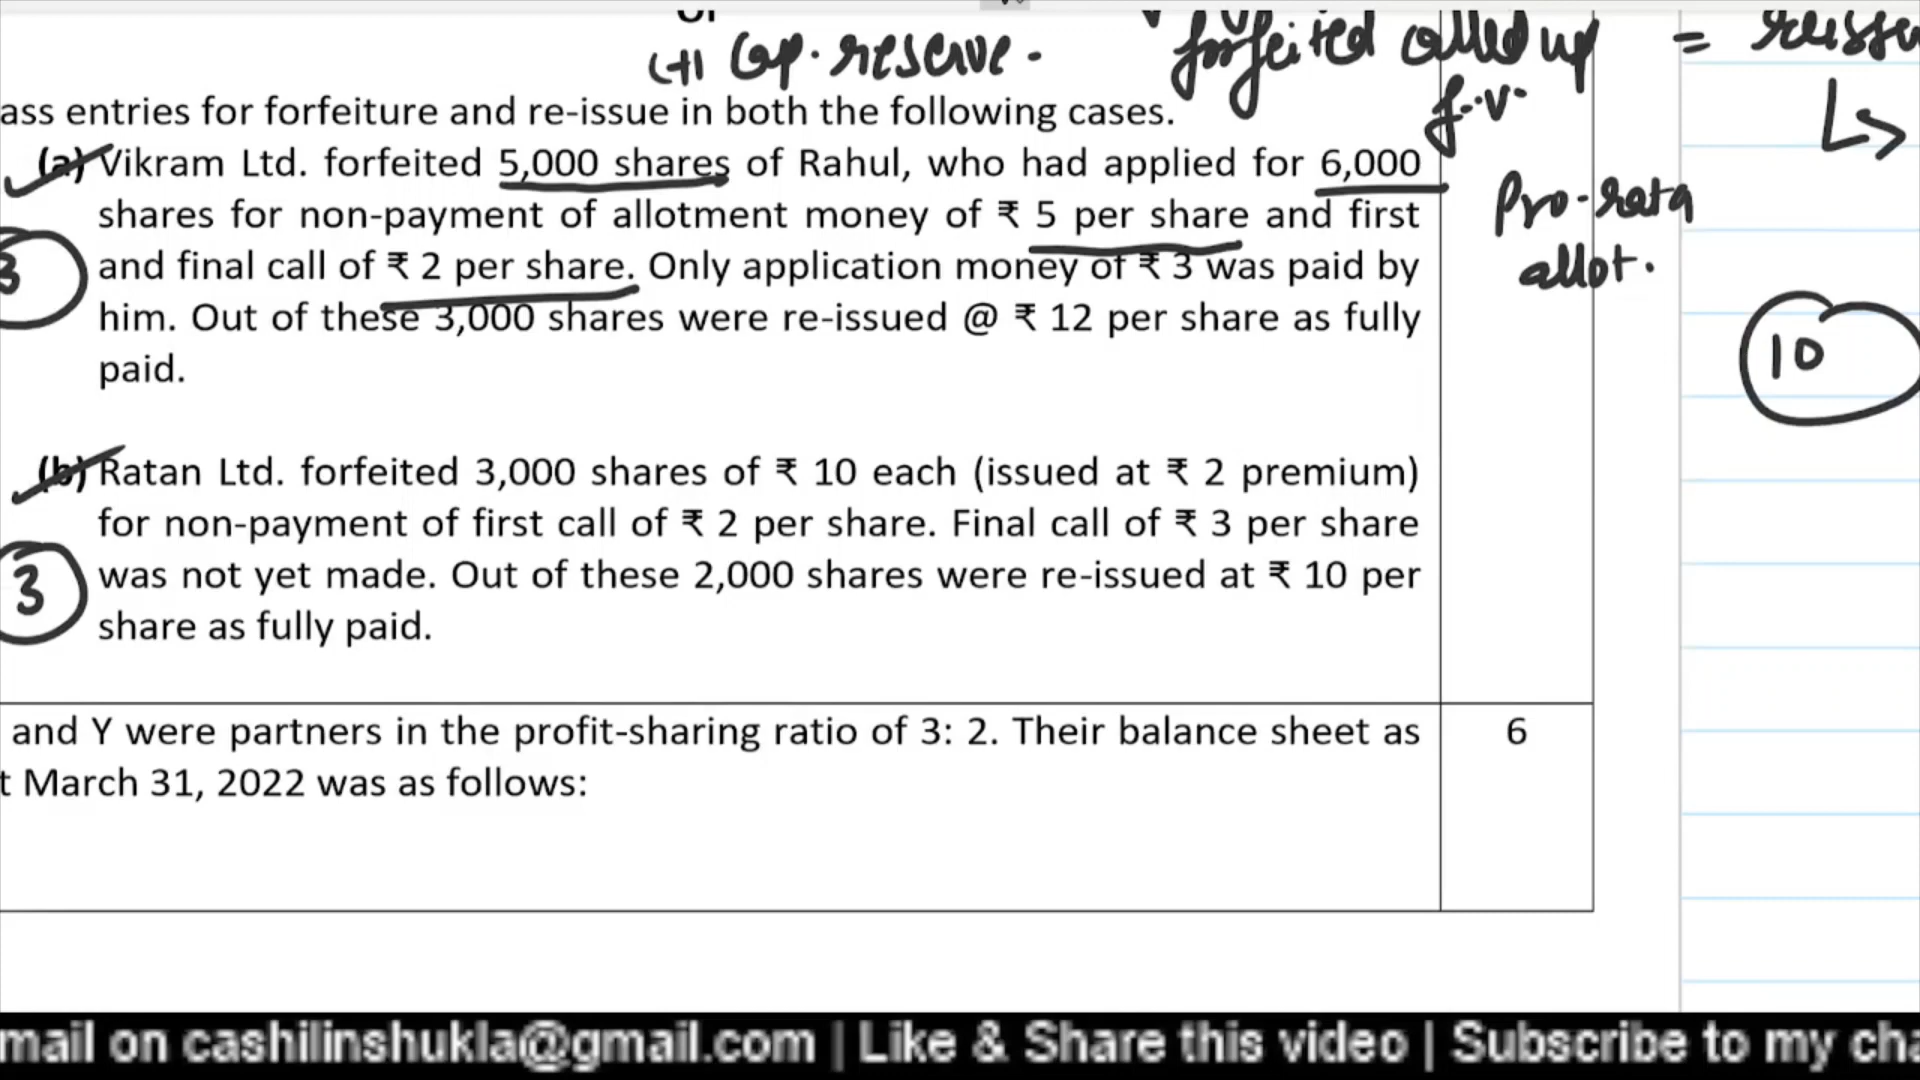 or
(+) Cap. reserve. forfeited called up = reissu
f.v.
ass entries for forfeiture and re-issue in both the following cases.
(a) Vikram Ltd. forfeited 5,000 shares of Rahul, who had applied for 6,000
shares for non-payment of allotment money of ₹ 5 per share and first
and final call of ₹ 2 per share. Only application money of ₹ 3 was paid by
him. Out of these 3,000 shares were re-issued @ ₹ 12 per share as fully
paid.
Pro-rata
allot.
3
10
(b) Ratan Ltd. forfeited 3,000 shares of ₹ 10 each (issued at ₹ 2 premium)
for non-payment of first call of ₹ 2 per share. Final call of ₹ 3 per share
was not yet made. Out of these 2,000 shares were re-issued at ₹ 10 per
share as fully paid.
3
and Y were partners in the profit-sharing ratio of 3: 2. Their balance sheet as 6
t March 31, 2022 was as follows:
mail on cashilinshukla@gmail.com | Like & Share this video | Subscribe to my cha